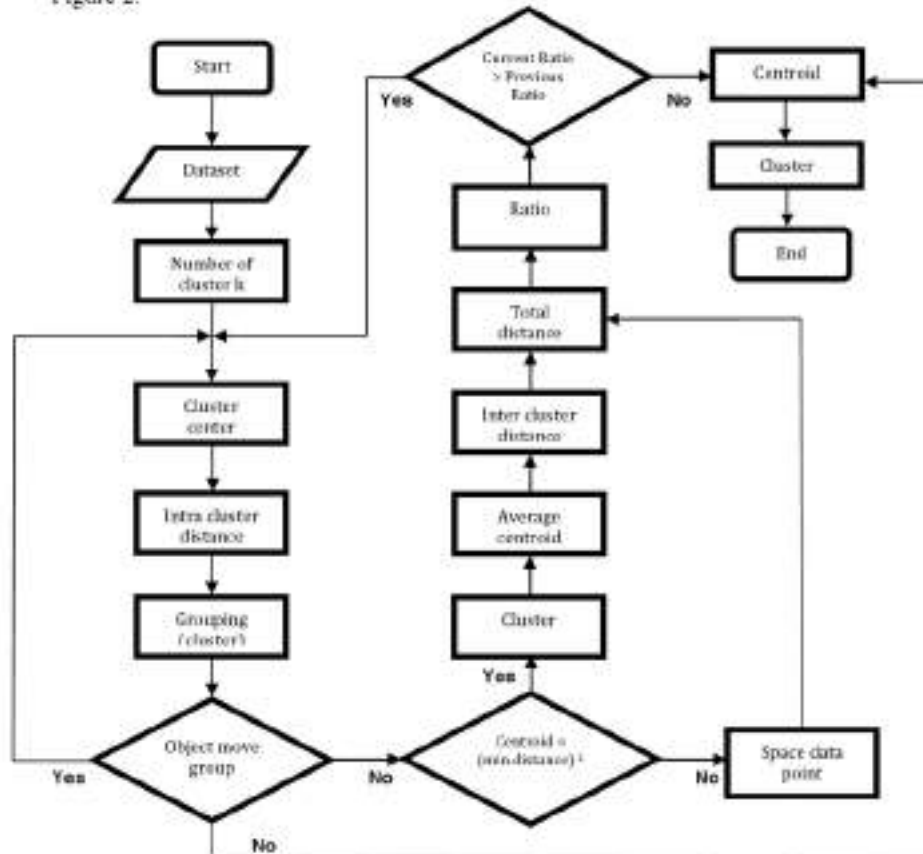 Figure 2.
Start
Dataset
Number of
cluster k
Cluster
center
Intra cluster
distance
Grouping
(cluster)
Object move
group
Yes
No
No
Centroid
(min.distance)
Yes
No
Space data
point
Cluster
Average
centroid
Inter cluster
distance
Total
distance
Ratio
Current Ratio
> Previous
Ratio
Yes
No
Centroid
Cluster
End